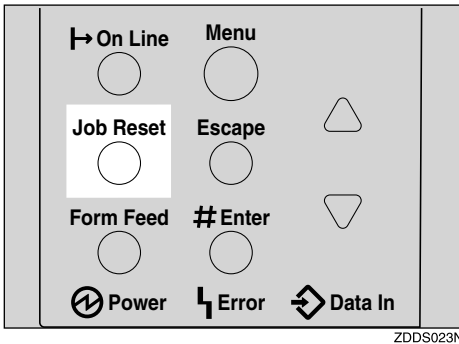 On Line Menu
Job Reset Escape
Form Feed # Enter
Power Error Data In
ZDDS023N